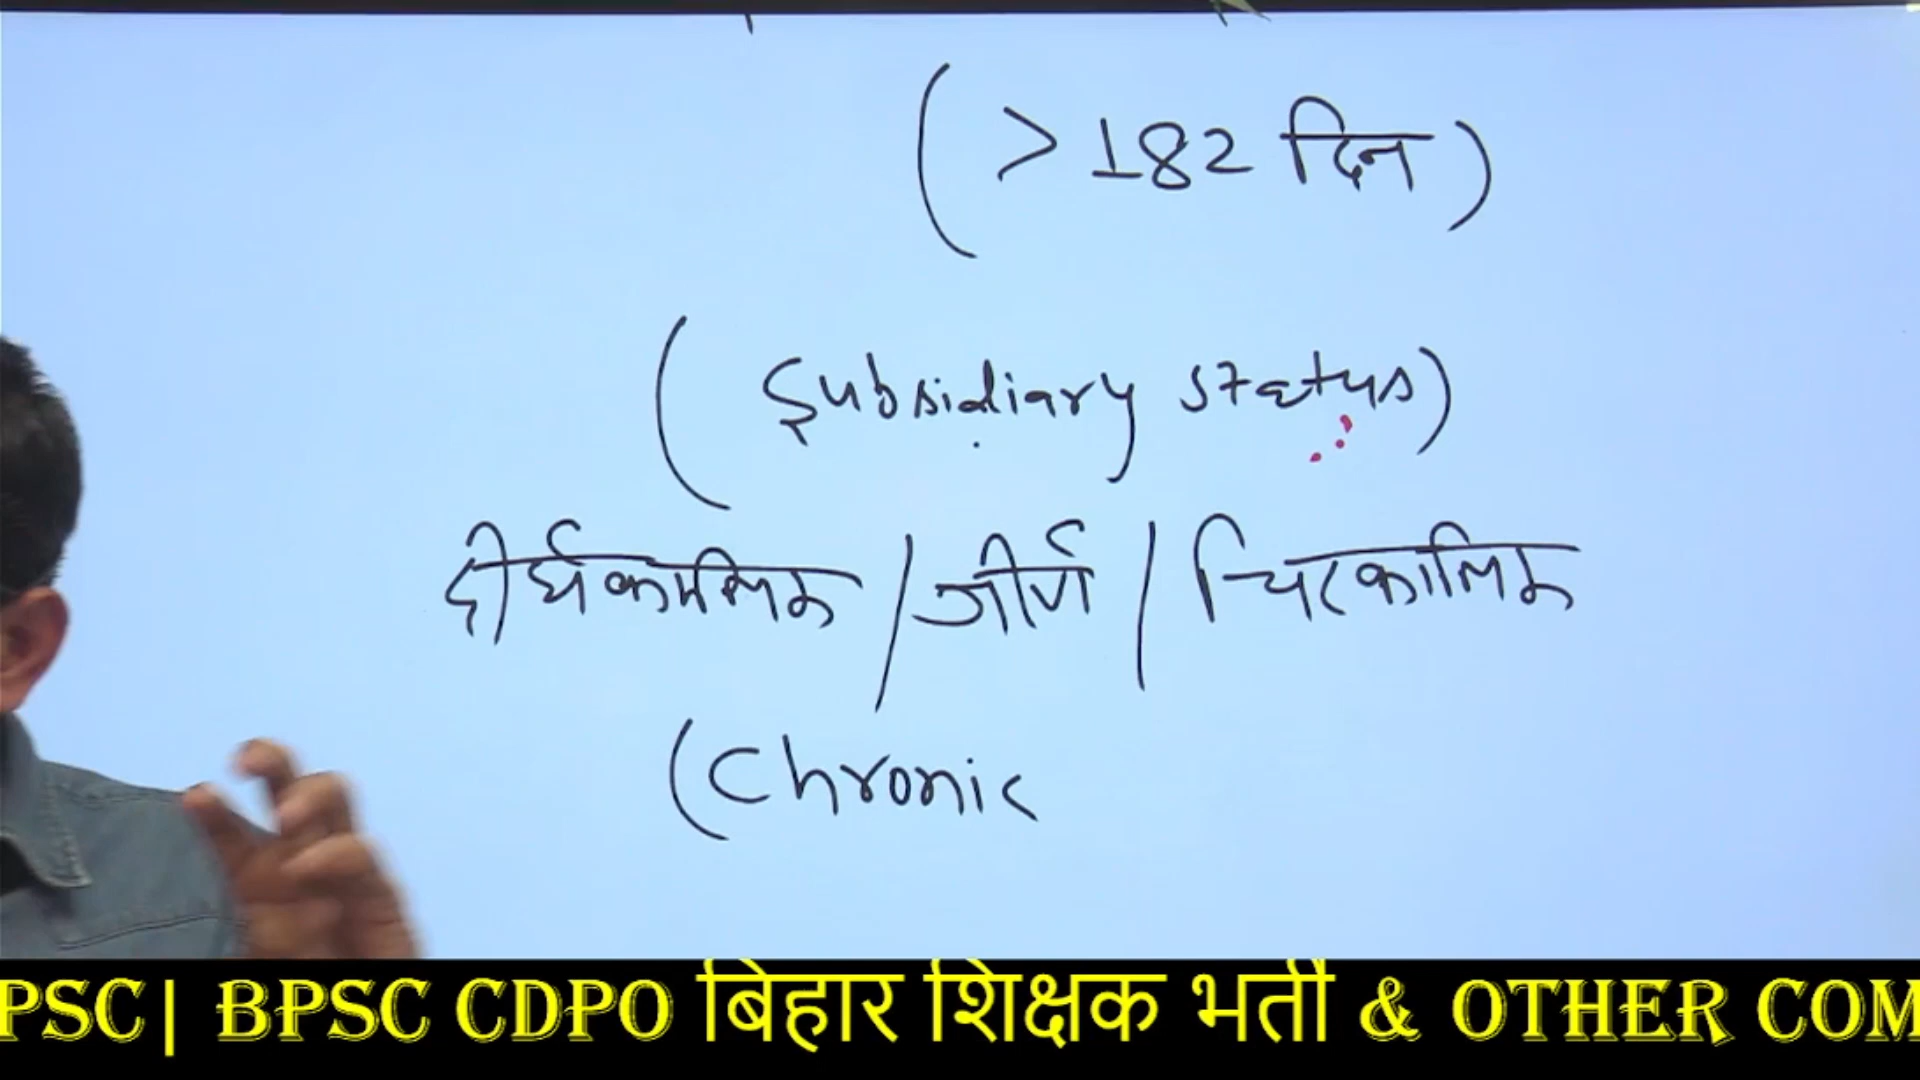 ( > 182 दिन )
( Subsidiary status )
दीर्घकालिक / जीर्ण / चिरकालिक
( Chronic
PSC| BPSC CDPO बिहार शिक्षक भर्ती & OTHER COM